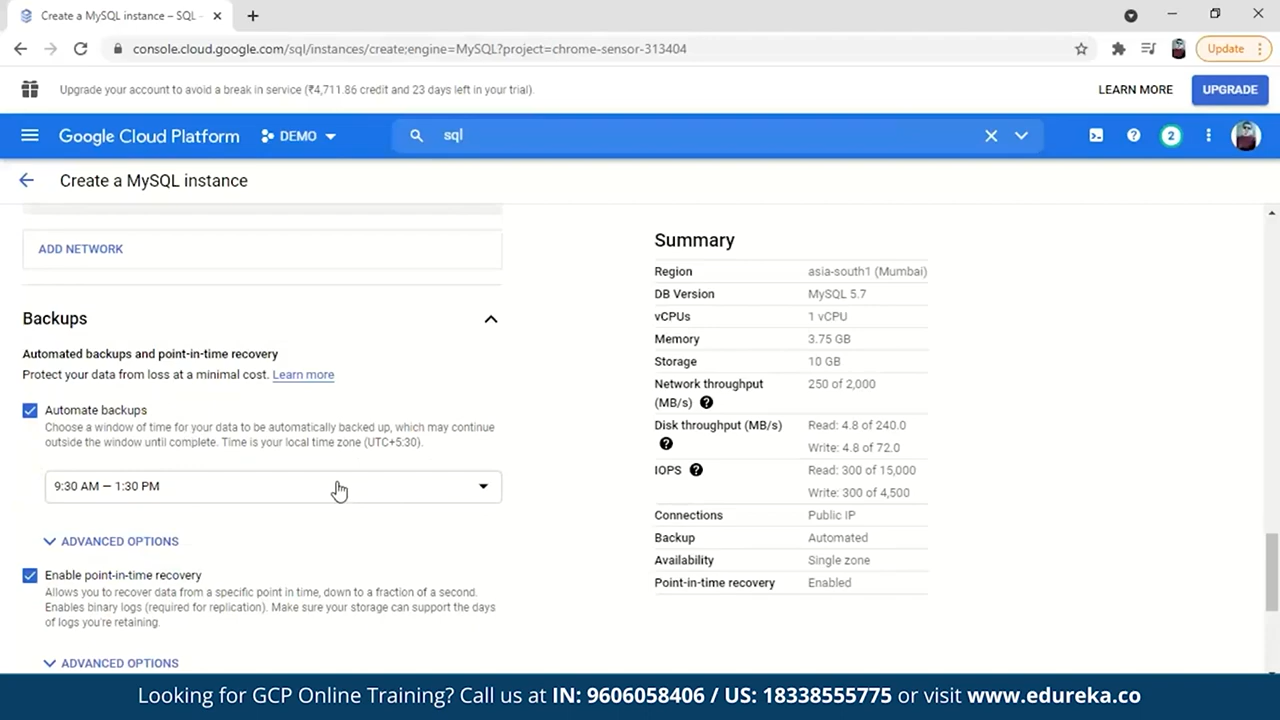 Create a MySQL instance – SQL -
console.cloud.google.com/sql/instances/create;engine=MySQL?project=chrome-sensor-313404
Update
Upgrade your account to avoid a break in service (₹4,711.86 credit and 23 days left in your trial).
LEARN MORE
UPGRADE
Google Cloud Platform
DEMO
sql
2
Create a MySQL instance
ADD NETWORK
Backups
Automated backups and point-in-time recovery
Protect your data from loss at a minimal cost. Learn more
Automate backups
Choose a window of time for your data to be automatically backed up, which may continue
outside the window until complete. Time is your local time zone (UTC+5:30).
9:30 AM — 1:30 PM
ADVANCED OPTIONS
Enable point-in-time recovery
Allows you to recover data from a specific point in time, down to a fraction of a second.
Enables binary logs (required for replication). Make sure your storage can support the days
of logs you're retaining.
ADVANCED OPTIONS
Summary
Region asia-south1 (Mumbai)
DB Version MySQL 5.7
vCPUs 1 vCPU
Memory 3.75 GB
Storage 10 GB
Network throughput 250 of 2,000
(MB/s)
Disk throughput (MB/s) Read: 4.8 of 240.0
Write: 4.8 of 72.0
IOPS Read: 300 of 15,000
Write: 300 of 4,500
Connections Public IP
Backup Automated
Availability Single zone
Point-in-time recovery Enabled
Looking for GCP Online Training? Call us at IN: 9606058406 / US: 18338555775 or visit www.edureka.co